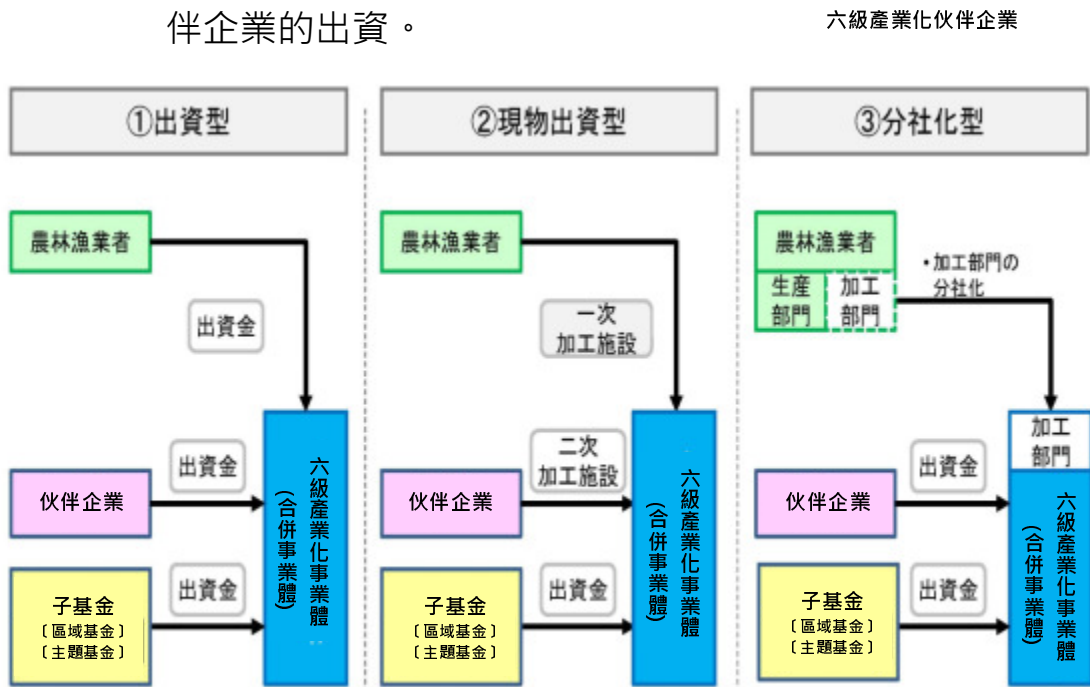 伴企業的出資。
六級產業化伙伴企業
①出資型
農林漁業者
出資金
伙伴企業
出資金
子基金
〔區域基金〕
〔主題基金〕
出資金
六級產業化事業體
(合併事業體)
②現物出資型
農林漁業者
一次
加工施設
伙伴企業
二次
加工施設
子基金
〔區域基金〕
〔主題基金〕
出資金
六級產業化事業體
(合併事業體)
③分社化型
農林漁業者
生産
部門
加工
部門
・加工部門の
分社化
加工
部門
伙伴企業
出資金
子基金
〔區域基金〕
〔主題基金〕
出資金
六級產業化事業體
(合併事業體)